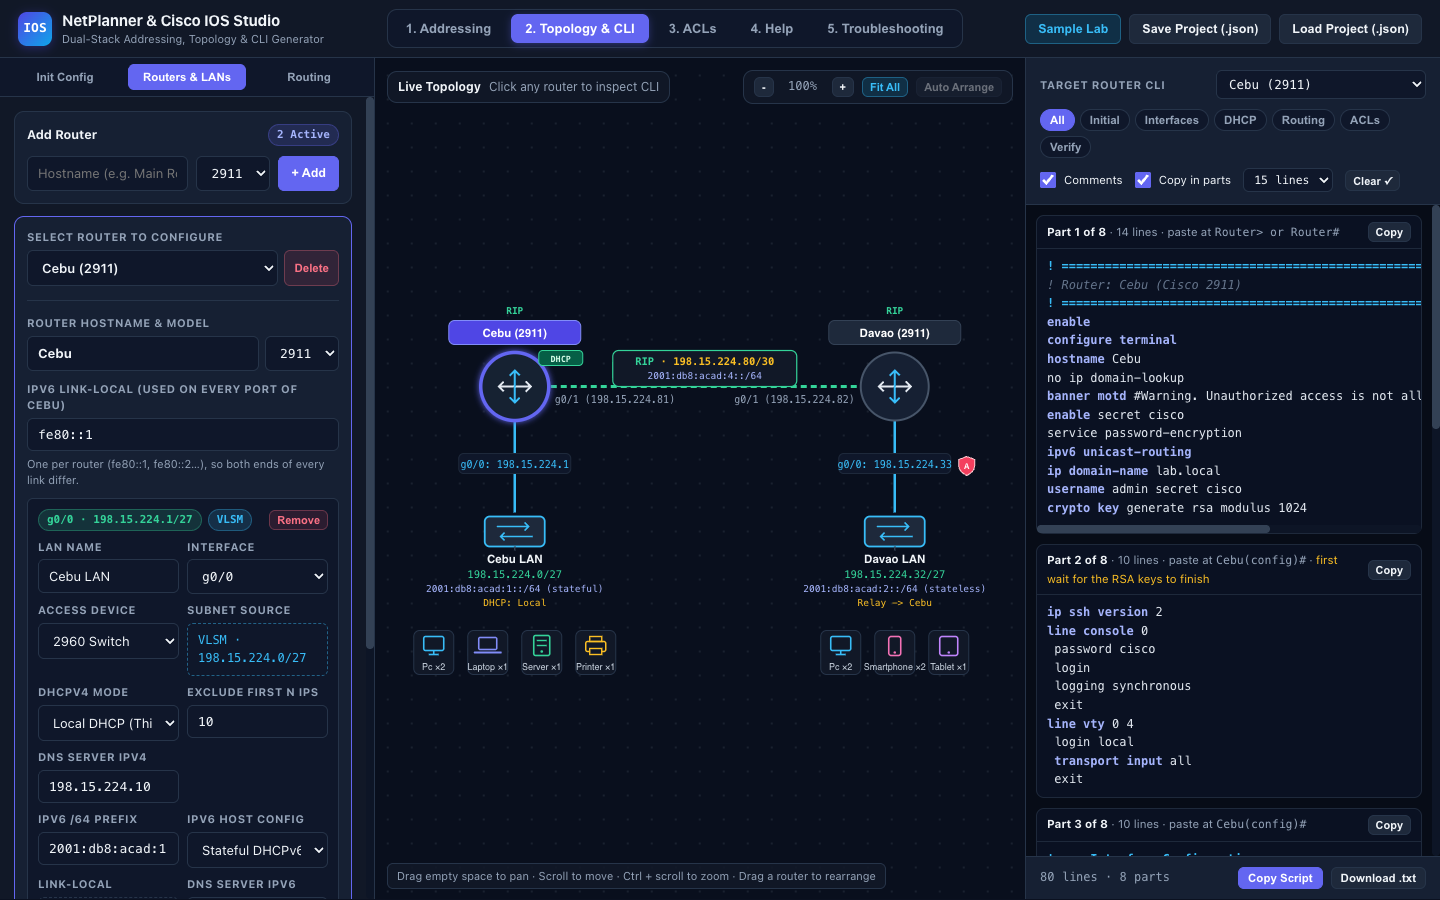 IOS
NetPlanner & Cisco IOS Studio
Dual-Stack Addressing, Topology & CLI Generator
1. Addressing
2. Topology & CLI
3. ACLs
4. Help
5. Troubleshooting
Sample Lab
Save Project (.json)
Load Project (.json)
Init Config
Routers & LANs
Routing
Add Router
2 Active
Hostname (e.g. Main Ro
2911
+ Add
SELECT ROUTER TO CONFIGURE
Cebu (2911)
Delete
ROUTER HOSTNAME & MODEL
Cebu
2911
IPV6 LINK-LOCAL (USED ON EVERY PORT OF
CEBU)
fe80::1
One per router (fe80::1, fe80::2...), so both ends of every
link differ.
g0/0 · 198.15.224.1/27
VLSM
Remove
LAN NAME
INTERFACE
Cebu LAN
g0/0
ACCESS DEVICE
SUBNET SOURCE
2960 Switch
VLSM ·
198.15.224.0/27
DHCPV4 MODE
EXCLUDE FIRST N IPS
Local DHCP (Thi
10
DNS SERVER IPV4
198.15.224.10
IPV6 /64 PREFIX
IPV6 HOST CONFIG
2001:db8:acad:1
Stateful DHCPv6
LINK-LOCAL
DNS SERVER IPV6
Live Topology
Click any router to inspect CLI
-
100%
+
Fit All
Auto Arrange
RIP
Cebu (2911)
DHCP
RIP
Davao (2911)
RIP · 198.15.224.80/30
2001:db8:acad:4::/64
g0/1 (198.15.224.81)
g0/1 (198.15.224.82)
g0/0: 198.15.224.1
g0/0: 198.15.224.33
A
Cebu LAN
198.15.224.0/27
2001:db8:acad:1::/64 (stateful)
DHCP: Local
Davao LAN
198.15.224.32/27
2001:db8:acad:2::/64 (stateless)
Relay —> Cebu
Pc ×2
Laptop ×1
Server ×1
Printer ×1
Pc ×2
Smartphone ×2
Tablet ×1
Drag empty space to pan · Scroll to move · Ctrl + scroll to zoom · Drag a router to rearrange
TARGET ROUTER CLI
Cebu (2911)
All
Initial
Interfaces
DHCP
Routing
ACLs
Verify
Comments
Copy in parts
15 lines
Clear ✓
Part 1 of 8 · 14 lines · paste at Router> or Router#
Copy
! ==================================================
! Router: Cebu (Cisco 2911)
! ==================================================
enable
configure terminal
hostname Cebu
no ip domain-lookup
banner motd #Warning. Unauthorized access is not all
enable secret cisco
service password-encryption
ipv6 unicast-routing
ip domain-name lab.local
username admin secret cisco
crypto key generate rsa modulus 1024
Part 2 of 8 · 10 lines · paste at Cebu(config)# · first
wait for the RSA keys to finish
Copy
ip ssh version 2
line console 0
password cisco
login
logging synchronous
exit
line vty 0 4
login local
transport input all
exit
Part 3 of 8 · 10 lines · paste at Cebu(config)#
Copy
80 lines · 8 parts
Copy Script
Download .txt